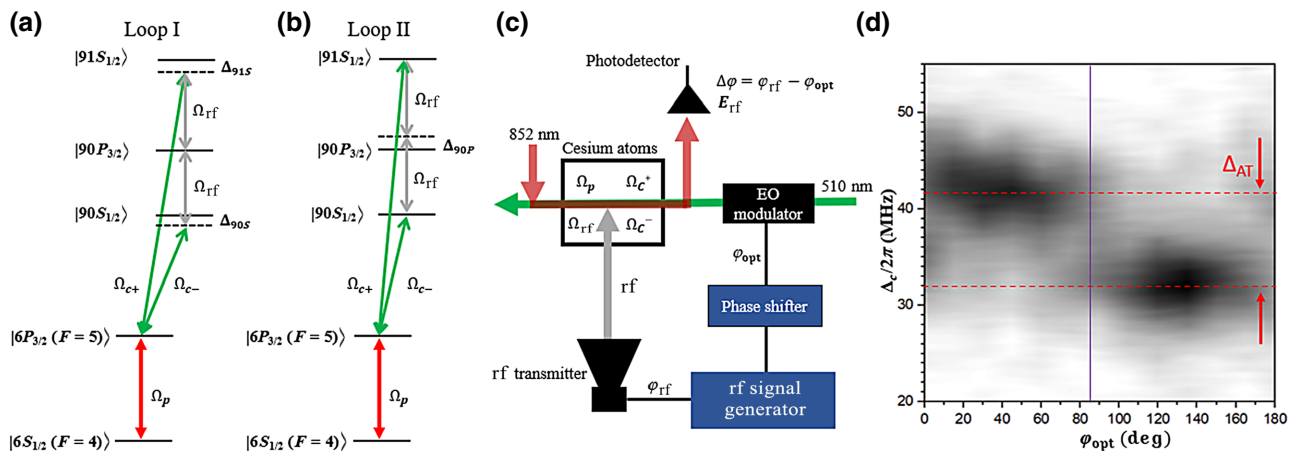 (a)
Loop I
|91S1/2⟩
Δ91S
Ωrf
|90P3/2⟩
Ωrf
|90S1/2⟩
Δ90S
Ωc+
Ωc−
|6P3/2 (F = 5)⟩
Ωp
|6S1/2 (F = 4)⟩
(b)
Loop II
|91S1/2⟩
Ωrf
|90P3/2⟩
Δ90P
Ωrf
|90S1/2⟩
Ωc+
Ωc−
|6P3/2 (F = 5)⟩
Ωp
|6S1/2 (F = 4)⟩
(c)
Photodetector
Δφ = φrf − φopt
Erf
852 nm
Cesium atoms
Ωp
ΩC+
Ωrf
ΩC−
EO
modulator
510 nm
φopt
rf
Phase shifter
rf transmitter
φrf
rf signal
generator
(d)
50
40
30
20
Δc/2π (MHz)
ΔAT
0 20 40 60 80 100 120 140 160 180
φopt (deg)